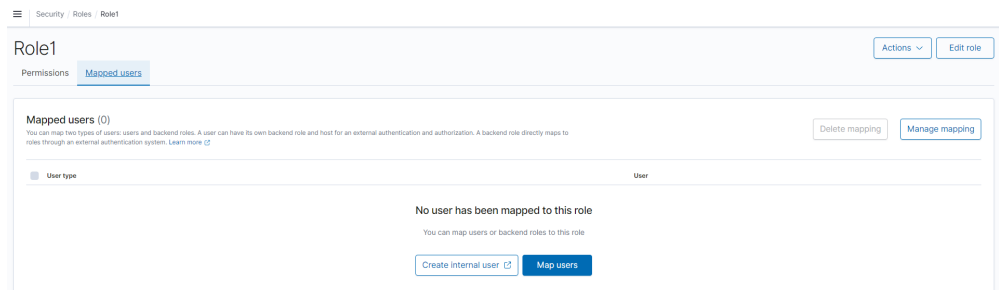 Security / Roles / Role1
Role1
Actions
Edit role
Permissions
Mapped users
Mapped users (0)
You can map two types of users: users and backend roles. A user can have its own backend role and host for an external authentication and authorization. A backend role directly maps to
roles through an external authentication system. Learn more
Delete mapping
Manage mapping
User type
User
No user has been mapped to this role
You can map users or backend roles to this role
Create internal user
Map users